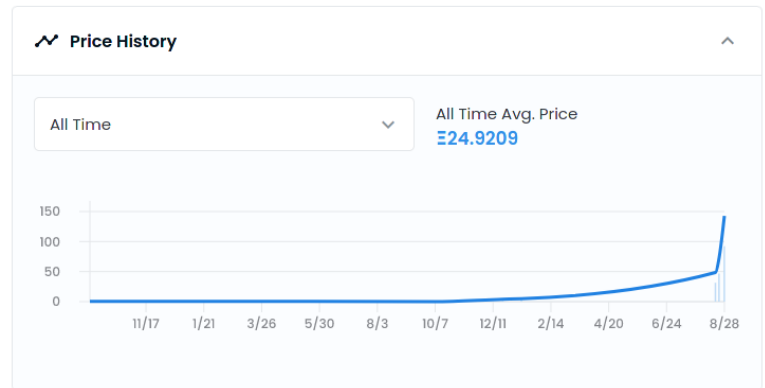 Price History
All Time
All Time Avg. Price
Ξ24.9209
150
100
50
0
11/17 1/21 3/26 5/30 8/3 10/7 12/11 2/14 4/20 6/24 8/28